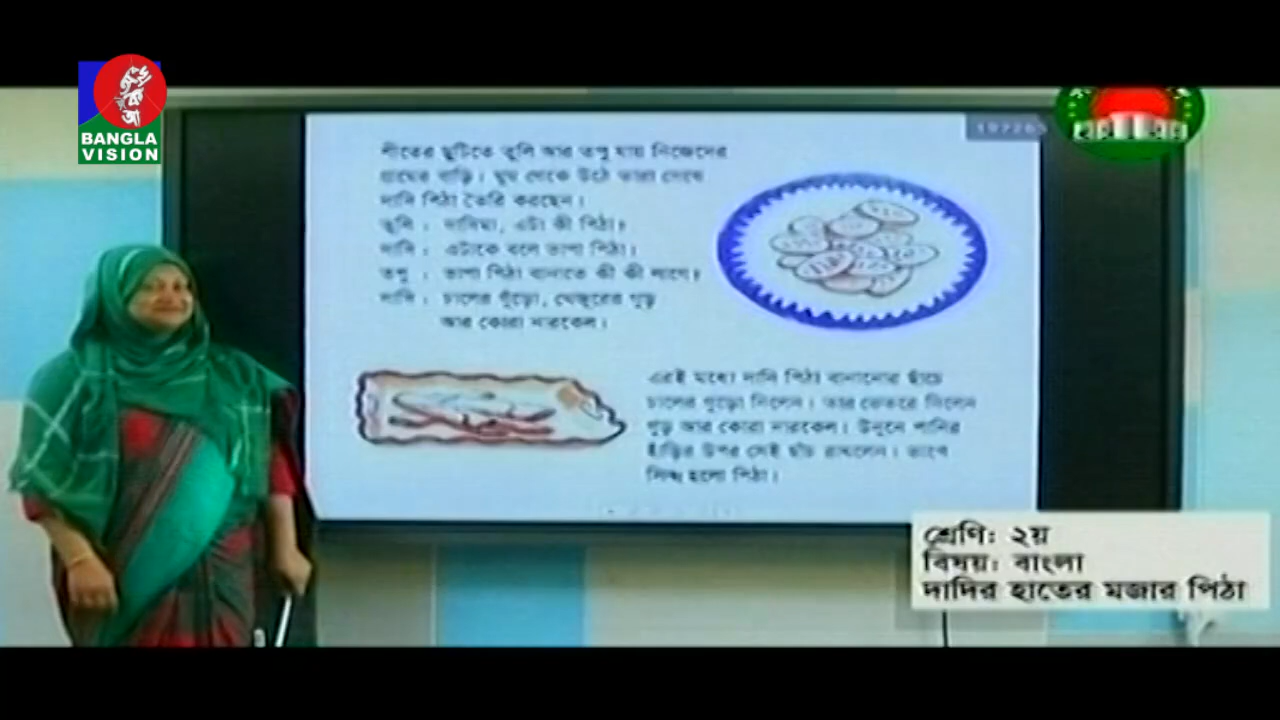 BANGLA
VISION
শীতের ছুটিতে তুলি আর তপু যায় নিজেদের
গ্রামের বাড়ি। ঘুম থেকে উঠে তারা দেখে
দাদি পিঠা তৈরি করছেন।
তুলি : দাদিমা, এটা কী পিঠা?
দাদি : এটাকে বলে ভাপা পিঠা।
তপু : ভাপা পিঠা বানাতে কী কী লাগে?
দাদি : চালের গুঁড়ো, খেজুরের গুড়
আর কোরা নারকেল।
এরই মধ্যে দাদি পিঠা বানানোর ছাঁচে
চালের গুঁড়ো নিলেন। তার ভেতরে দিলেন
গুড় আর কোরা নারকেল। উনুনে পানির
হাঁড়ির উপর সেই ছাঁচ রাখলেন। ভাপে
সিদ্ধ হলো পিঠা।
শ্রেণি: ২য়
বিষয়: বাংলা
দাদির হাতের মজার পিঠা